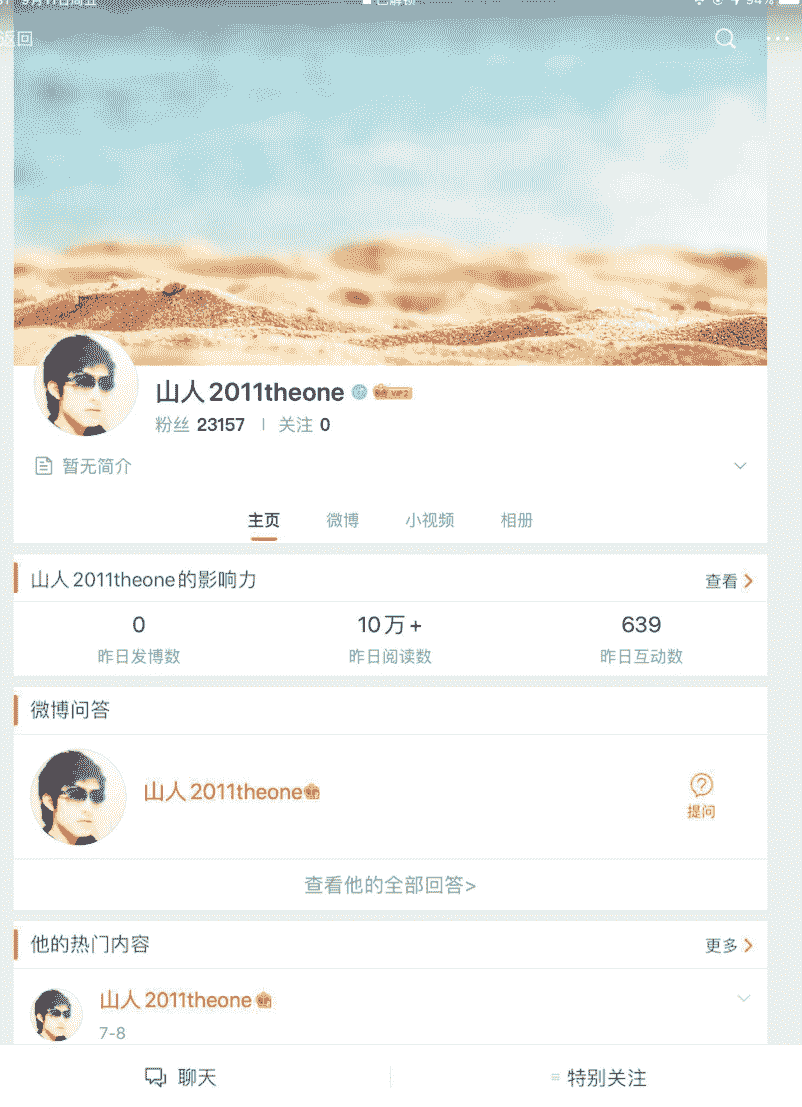 返回
山人2011theone
粉丝 23157 | 关注 0
暂无简介
主页 微博 小视频 相册
山人2011theone的影响力 查看
0 10万+ 639
昨日发博数 昨日阅读数 昨日互动数
微博问答
山人2011theone
提问
查看他的全部回答>
他的热门内容 更多
山人2011theone
7-8
聊天 特别关注